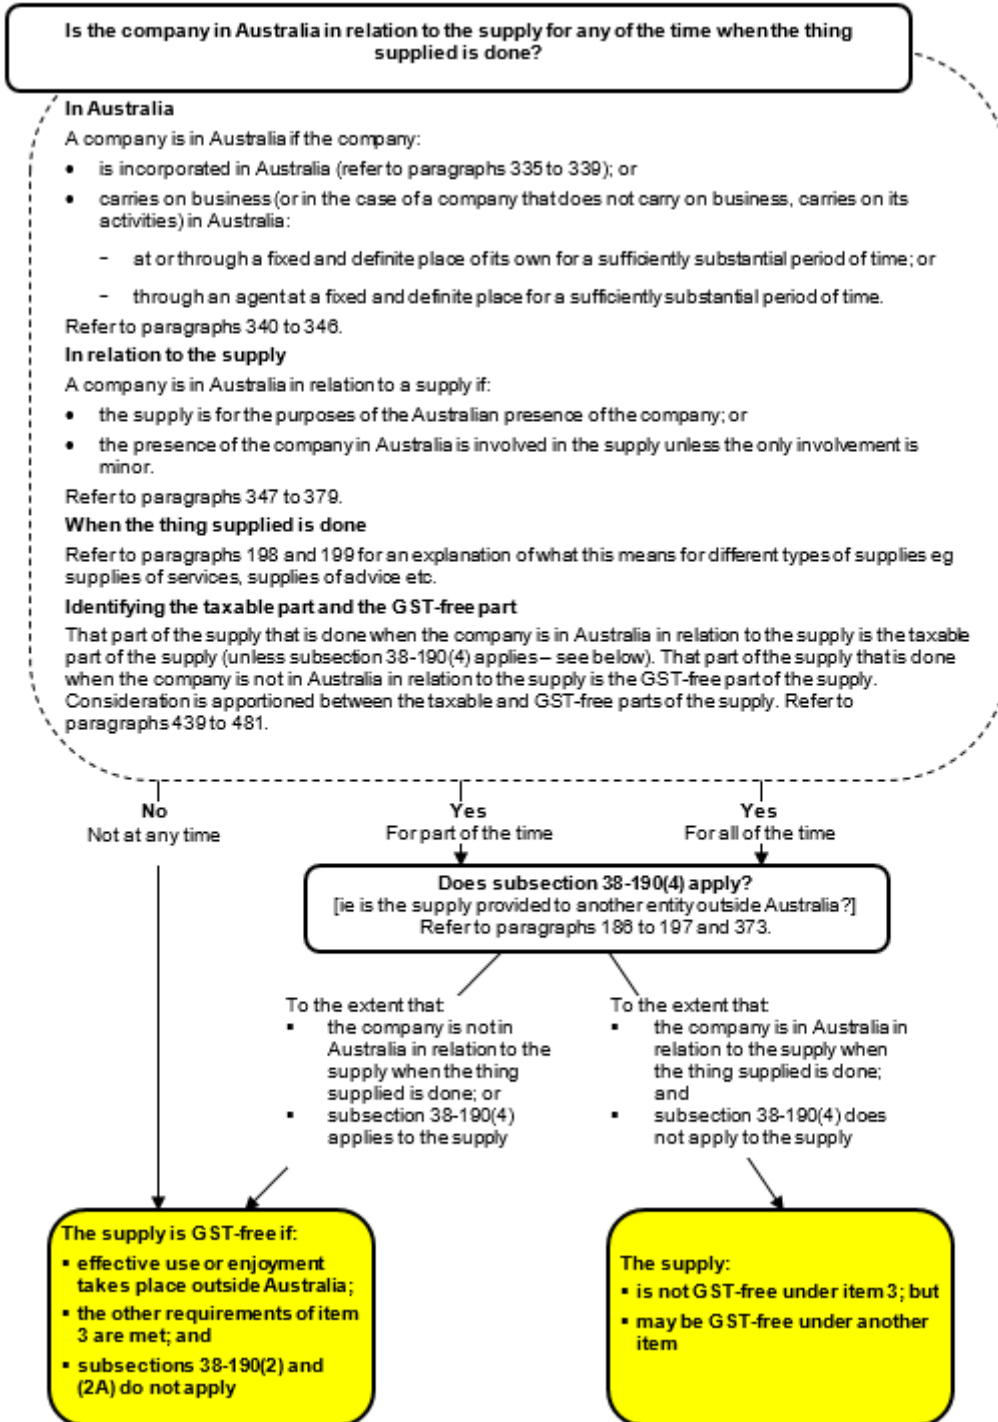 Is the company in Australia in relation to the supply for any of the time when the thing
supplied is done?
In Australia
A company is in Australia if the company:
• is incorporated in Australia (refer to paragraphs 335 to 339); or
• carries on business (or in the case of a company that does not carry on business, carries on its
activities) in Australia:
- at or through a fixed and definite place of its own for a sufficiently substantial period of time; or
- through an agent at a fixed and definite place for a sufficiently substantial period of time.
Refer to paragraphs 340 to 346.
In relation to the supply
A company is in Australia in relation to a supply if:
• the supply is for the purposes of the Australian presence of the company; or
• the presence of the company in Australia is involved in the supply unless the only involvement is
minor.
Refer to paragraphs 347 to 379.
When the thing supplied is done
Refer to paragraphs 198 and 199 for an explanation of what this means for different types of supplies eg
supplies of services, supplies of advice etc.
Identifying the taxable part and the GST-free part
That part of the supply that is done when the company is in Australia in relation to the supply is the taxable
part of the supply (unless subsection 38-190(4) applies – see below). That part of the supply that is done
when the company is not in Australia in relation to the supply is the GST-free part of the supply.
Consideration is apportioned between the taxable and GST-free parts of the supply. Refer to
paragraphs 439 to 481.
No
Not at any time
Yes
For part of the time
Yes
For all of the time
Does subsection 38-190(4) apply?
[ie is the supply provided to another entity outside Australia?]
Refer to paragraphs 186 to 197 and 373.
To the extent that:
▪ the company is not in
Australia in relation to the
supply when the thing
supplied is done; or
▪ subsection 38-190(4)
applies to the supply
To the extent that:
▪ the company is in Australia in
relation to the supply when
the thing supplied is done;
and
▪ subsection 38-190(4) does
not apply to the supply
The supply is GST-free if:
▪ effective use or enjoyment
takes place outside Australia;
▪ the other requirements of item
3 are met; and
▪ subsections 38-190(2) and
(2A) do not apply
The supply:
▪ is not GST-free under item 3; but
▪ may be GST-free under another
item